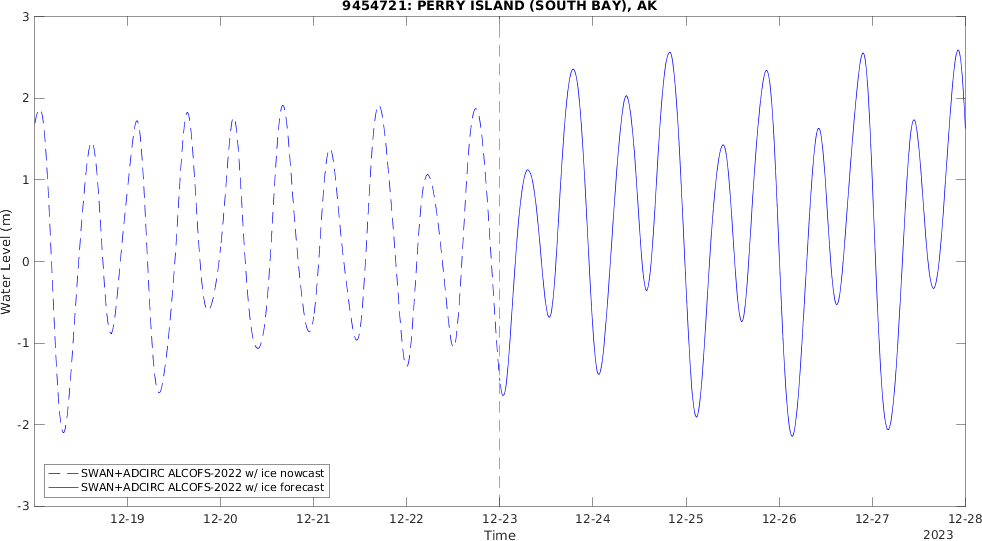 9454721: PERRY ISLAND (SOUTH BAY), AK
3
2
1
0
-1
-2
-3
Water Level (m)
SWAN+ADCIRC ALCOFS-2022 w/ ice nowcast
SWAN+ADCIRC ALCOFS-2022 w/ ice forecast
12-19 12-20 12-21 12-22 12-23 12-24 12-25 12-26 12-27 12-28
Time
2023